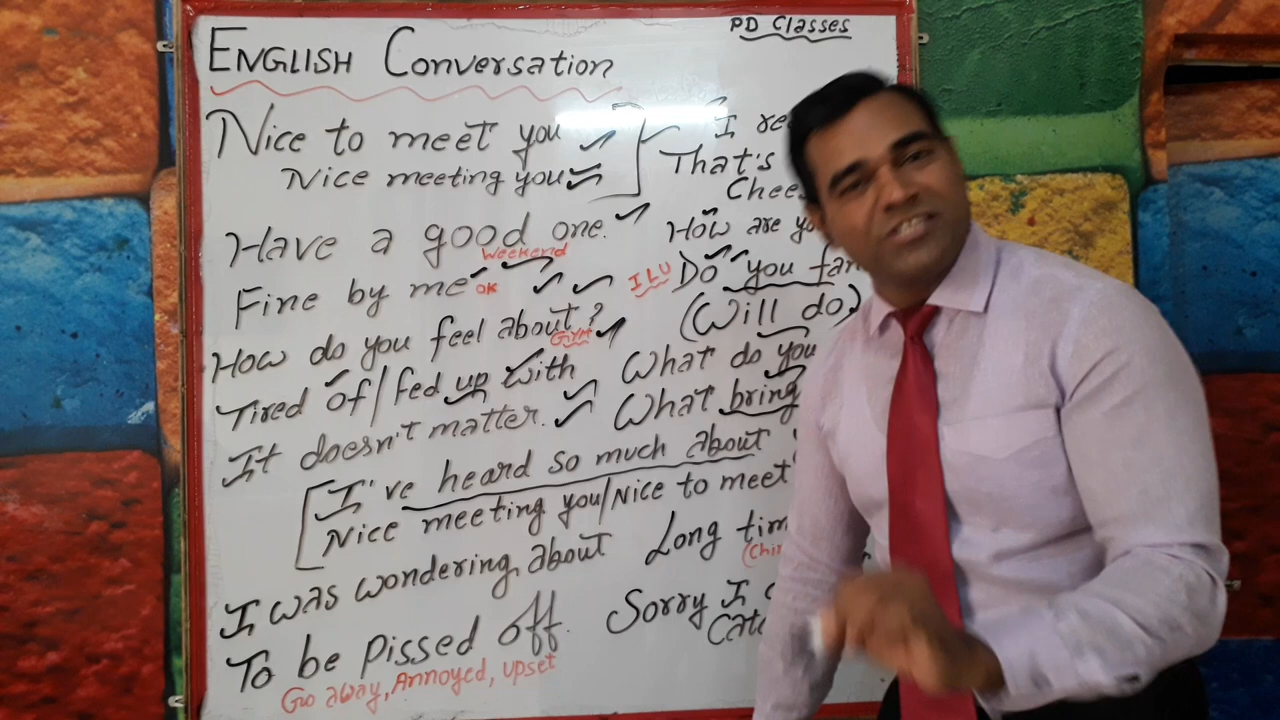 PD Classes
ENGLISH Conversation
Nice to meet you
Nice meeting you
I
That's
Have a good one.
Weekend
How are
Fine by me
OK
ILU
Do you
(Will do)
How do you feel about?
Tired of/Fed up with
What do you
It doesn't matter.
What bring
I've heard so much about
Nice meeting you/Nice to meet
I was wondering about
Long
To be pissed off.
Sorry I
Go away, Annoyed, upset